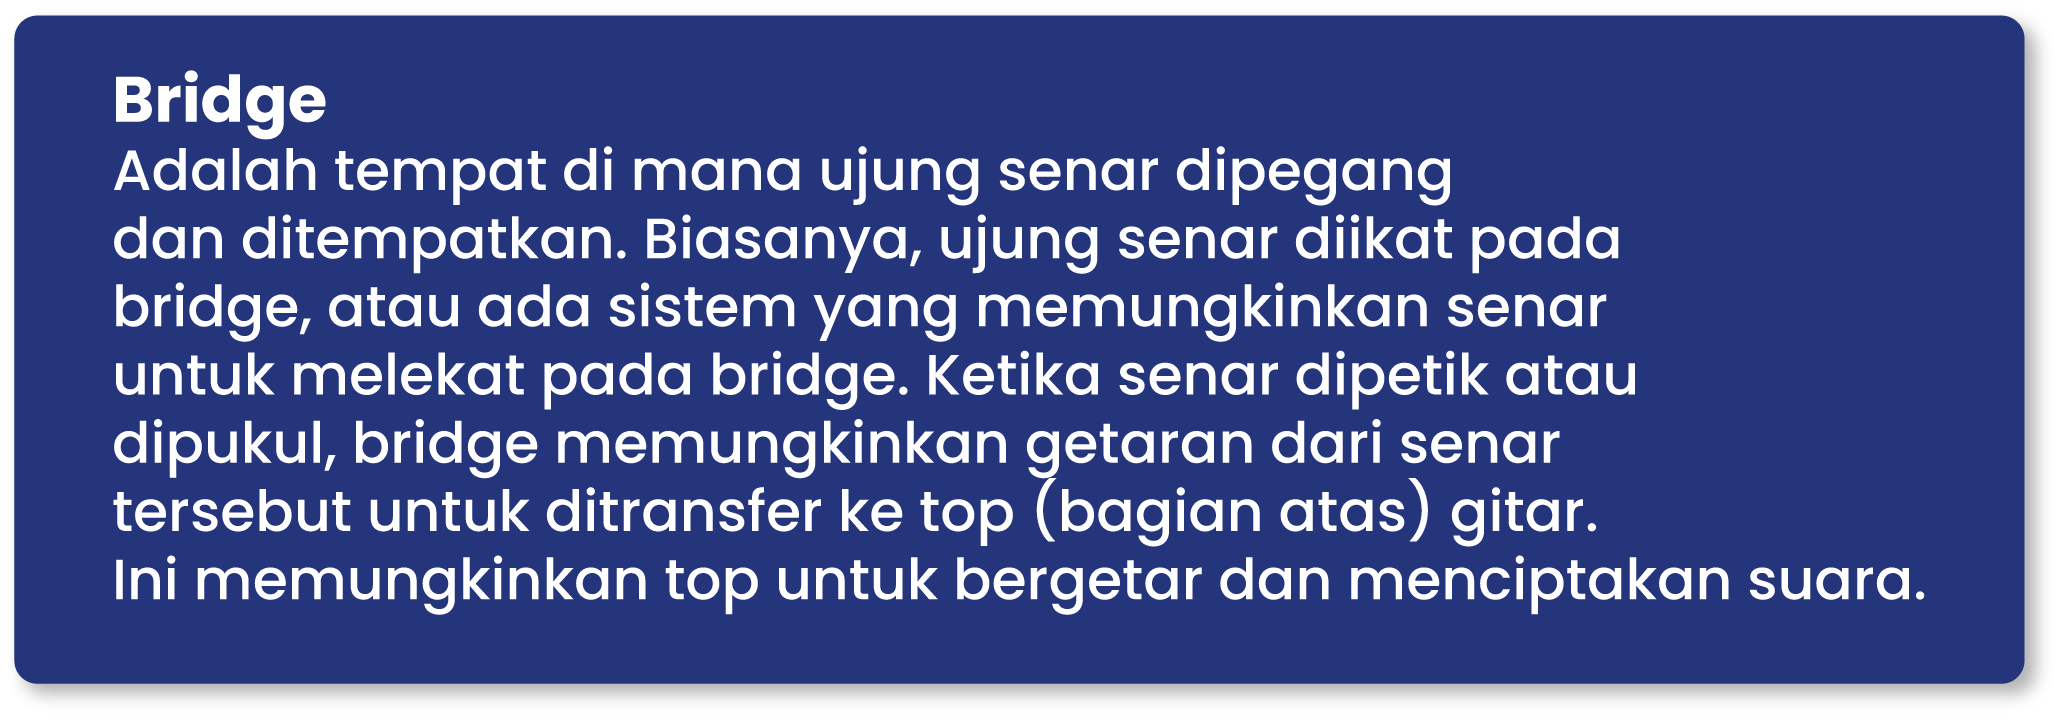 Bridge
Adalah tempat di mana ujung senar dipegang
dan ditempatkan. Biasanya, ujung senar diikat pada
bridge, atau ada sistem yang memungkinkan senar
untuk melekat pada bridge. Ketika senar dipetik atau
dipukul, bridge memungkinkan getaran dari senar
tersebut untuk ditransfer ke top (bagian atas) gitar.
Ini memungkinkan top untuk bergetar dan menciptakan suara.